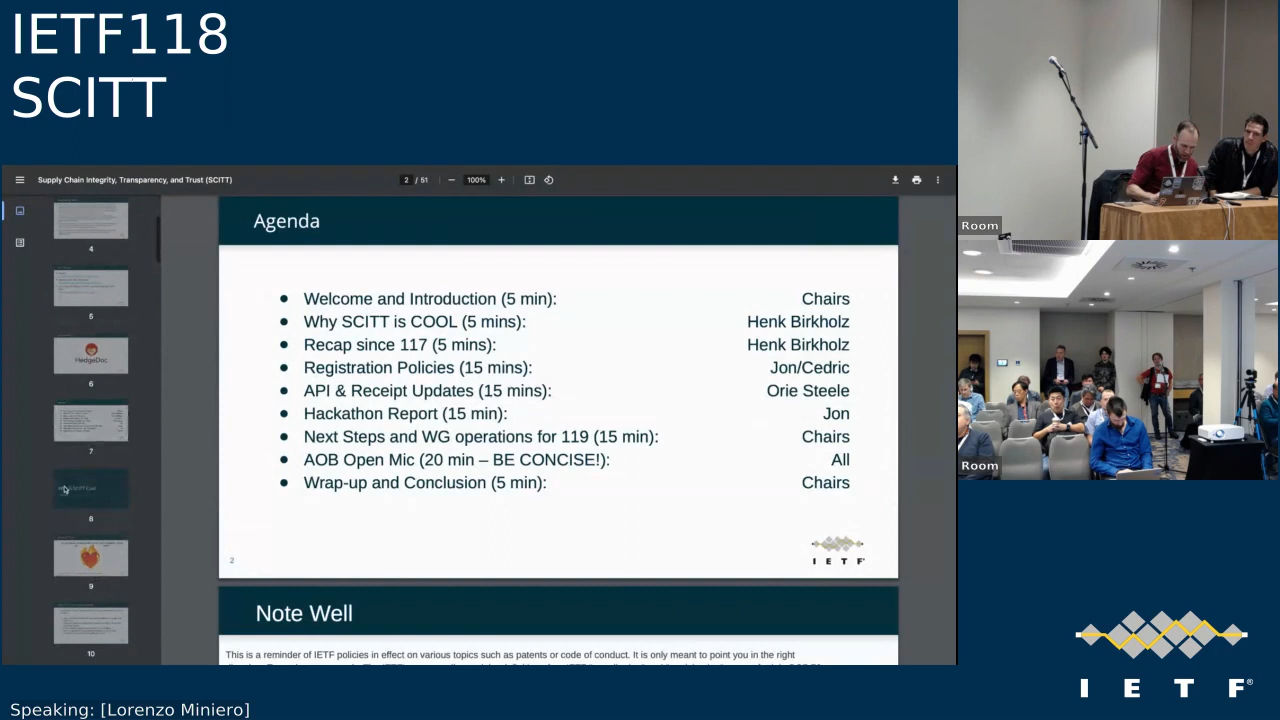 IETF118
SCITT
Supply Chain Integrity, Transparency, and Trust (SCITT)
2 / 51
100%
Agenda
Welcome and Introduction (5 min): Chairs
Why SCITT is COOL (5 mins): Henk Birkholz
Recap since 117 (5 mins): Henk Birkholz
Registration Policies (15 mins): Jon/Cedric
API & Receipt Updates (15 mins): Orie Steele
Hackathon Report (15 min): Jon
Next Steps and WG operations for 119 (15 min): Chairs
AOB Open Mic (20 min – BE CONCISE!): All
Wrap-up and Conclusion (5 min): Chairs
2
I E T F
Note Well
This is a reminder of IETF policies in effect on various topics such as patents or code of conduct. It is only meant to point you in the right
4
5
HedgeDoc
6
7
8
9
10
Room
Room
I E T F®
Speaking: [Lorenzo Miniero]